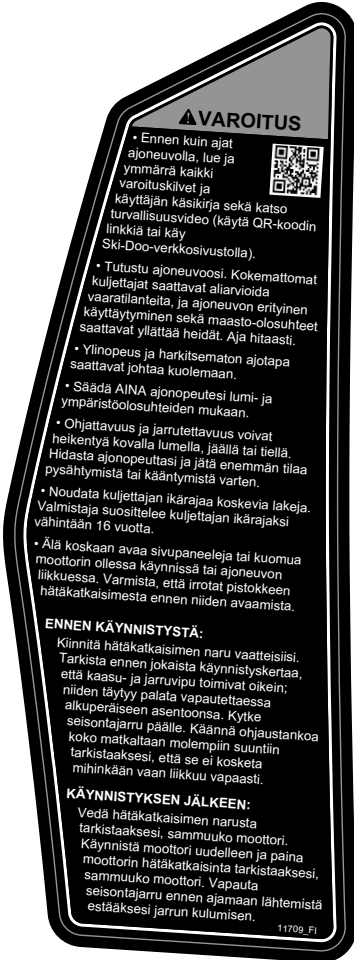 ⚠VAROITUS
• Ennen kuin ajat
ajoneuvolla, lue ja
ymmärrä kaikki
varoituskilvet ja
käyttäjän käsikirja sekä katso
turvallisuusvideo (käytä QR-koodin
linkkiä tai käy
Ski-Doo-verkkosivustolla).
• Tutustu ajoneuvoosi. Kokemattomat
kuljettajat saattavat aliarvioida
vaaratilanteita, ja ajoneuvon erityinen
käyttäytyminen sekä maasto-olosuhteet
saattavat yllättää heidät. Aja hitaasti.
• Ylinopeus ja harkitsematon ajotapa
saattavat johtaa kuolemaan.
• Säädä AINA ajonopeutesi lumi- ja
ympäristöolosuhteiden mukaan.
• Ohjattavuus ja jarrutettavuus voivat
heikentyä kovalla lumella, jäällä tai tiellä.
Hidasta ajonopeuttasi ja jätä enemmän tilaa
pysähtymistä tai kääntymistä varten.
• Noudata kuljettajan ikärajaa koskevia lakeja.
Valmistaja suosittelee kuljettajan ikärajaksi
vähintään 16 vuotta.
• Älä koskaan avaa sivupaneeleja tai kuomua
moottorin ollessa käynnissä tai ajoneuvon
liikkuessa. Varmista, että irrotat pistokkeen
hätäkatkaisimesta ennen niiden avaamista.
ENNEN KÄYNNISTYSTÄ:
Kiinnitä hätäkatkaisimen naru vaatteisiisi.
Tarkista ennen jokaista käynnistyskertaa,
että kaasu- ja jarruvipu toimivat oikein;
niiden täytyy palata vapautettaessa
alkuperäiseen asentoonsa. Kytke
seisontajarru päälle. Käännä ohjaustankoa
koko matkaltaan molempiin suuntiin
tarkistaaksesi, että se ei kosketa
mihinkään vaan liikkuu vapaasti.
KÄYNNISTYKSEN JÄLKEEN:
Vedä hätäkatkaisimen narusta
tarkistaaksesi, sammuuko moottori.
Käynnistä moottori uudelleen ja paina
moottorin hätäkatkaisinta tarkistaaksesi,
sammuuko moottori. Vapauta
seisontajarru ennen ajamaan lähtemistä
estääksesi jarrun kulumisen.
11709_FI